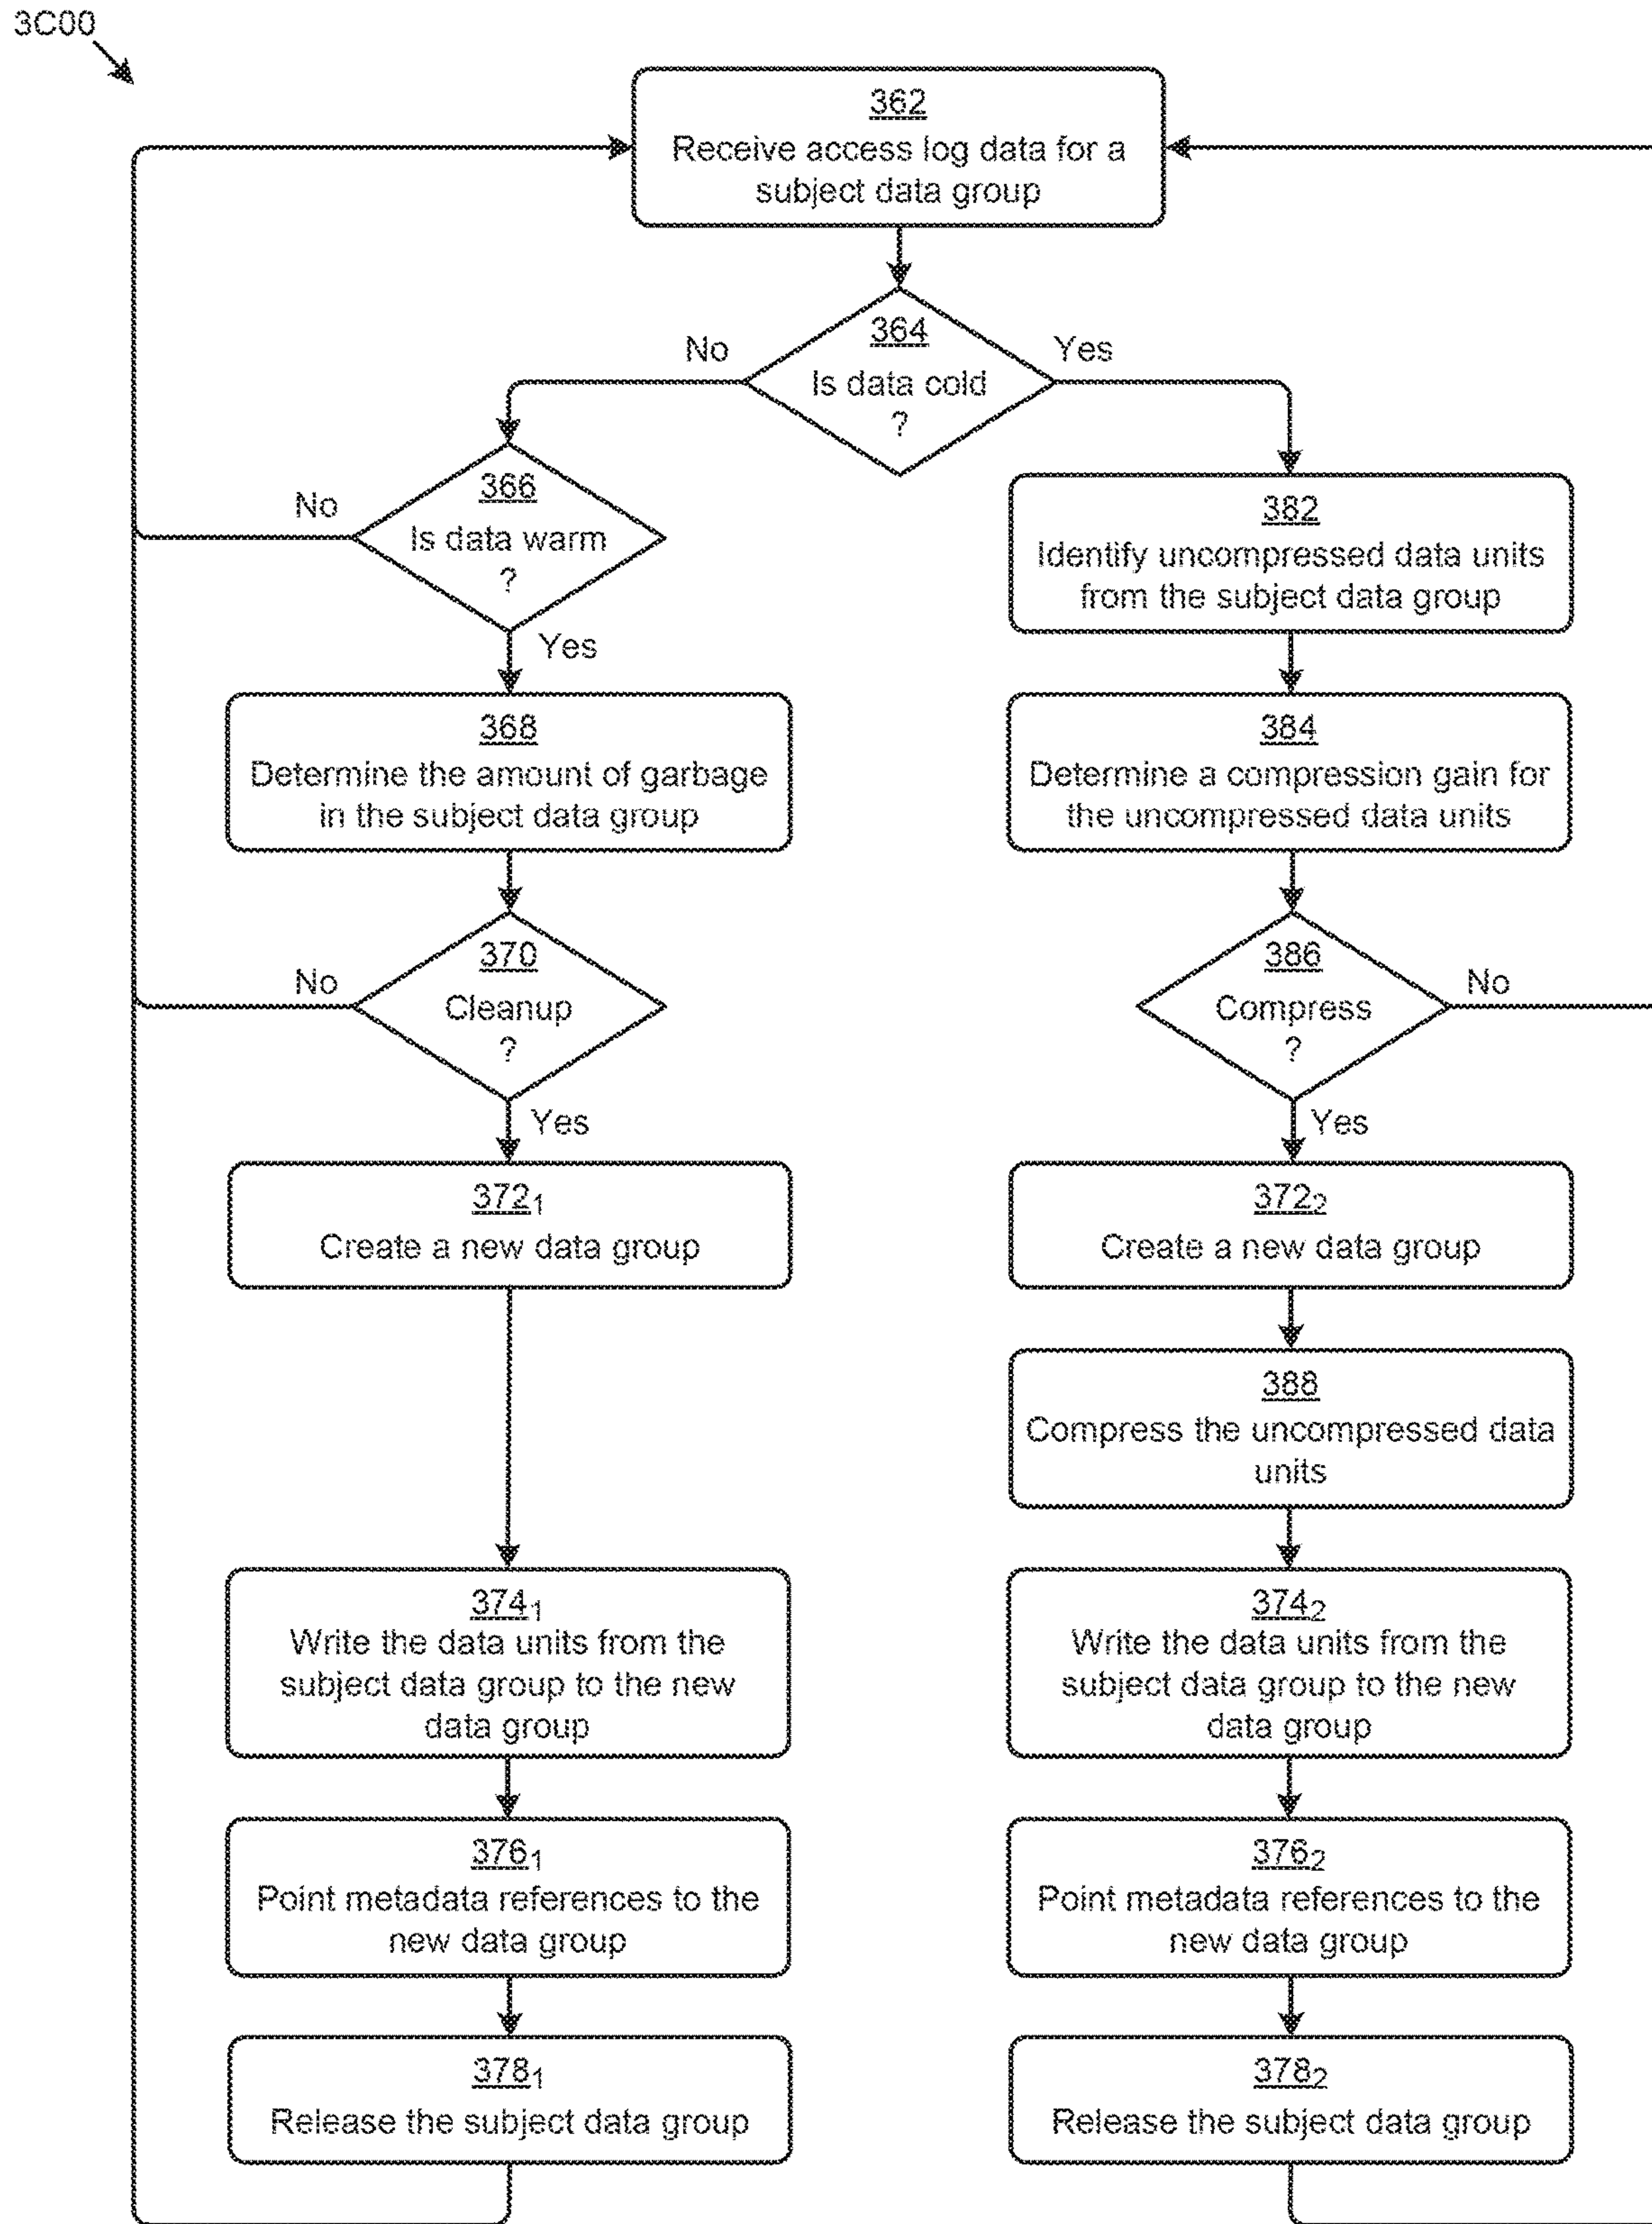 3C00
362
Receive access log data for a
subject data group
364
Is data cold
?
No
Yes
366
Is data warm
?
No
Yes
368
Determine the amount of garbage
in the subject data group
370
Cleanup
?
No
Yes
372₁
Create a new data group
374₁
Write the data units from the
subject data group to the new
data group
376₁
Point metadata references to the
new data group
378₁
Release the subject data group
382
Identify uncompressed data units
from the subject data group
384
Determine a compression gain for
the uncompressed data units
386
Compress
?
No
Yes
372₂
Create a new data group
388
Compress the uncompressed data
units
374₂
Write the data units from the
subject data group to the new
data group
376₂
Point metadata references to the
new data group
378₂
Release the subject data group